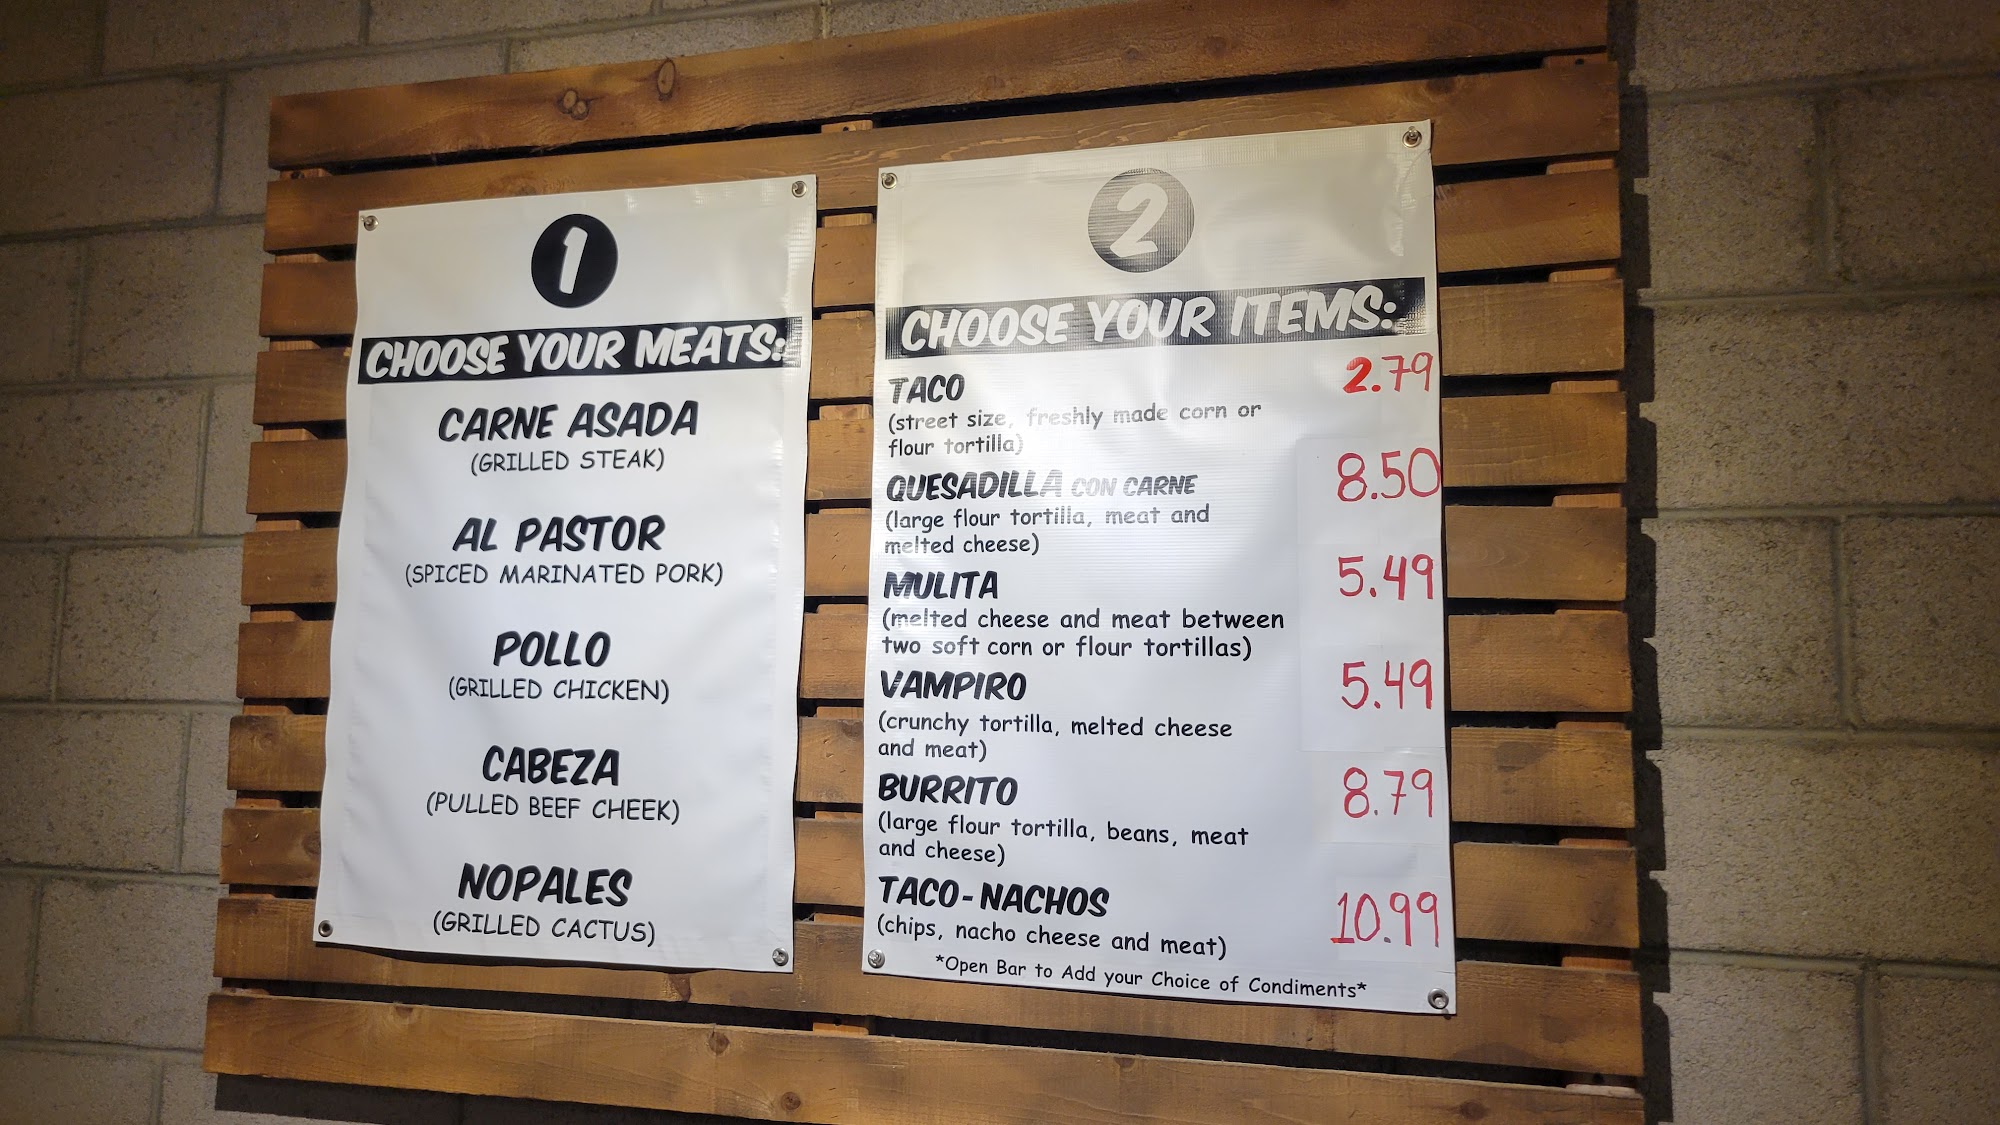 1
CHOOSE YOUR MEATS:
CARNE ASADA
(GRILLED STEAK)
AL PASTOR
(SPICED MARINATED PORK)
POLLO
(GRILLED CHICKEN)
CABEZA
(PULLED BEEF CHEEK)
NOPALES
(GRILLED CACTUS)
2
CHOOSE YOUR ITEMS:
TACO 2.79
(street size, freshly made corn or
flour tortilla)
QUESADILLA CON CARNE 8.50
(large flour tortilla, meat and
melted cheese)
MULITA 5.49
(melted cheese and meat between
two soft corn or flour tortillas)
VAMPIRO 5.49
(crunchy tortilla, melted cheese
and meat)
BURRITO 8.79
(large flour tortilla, beans, meat
and cheese)
TACO-NACHOS 10.99
(chips, nacho cheese and meat)
*Open Bar to Add your Choice of Condiments*